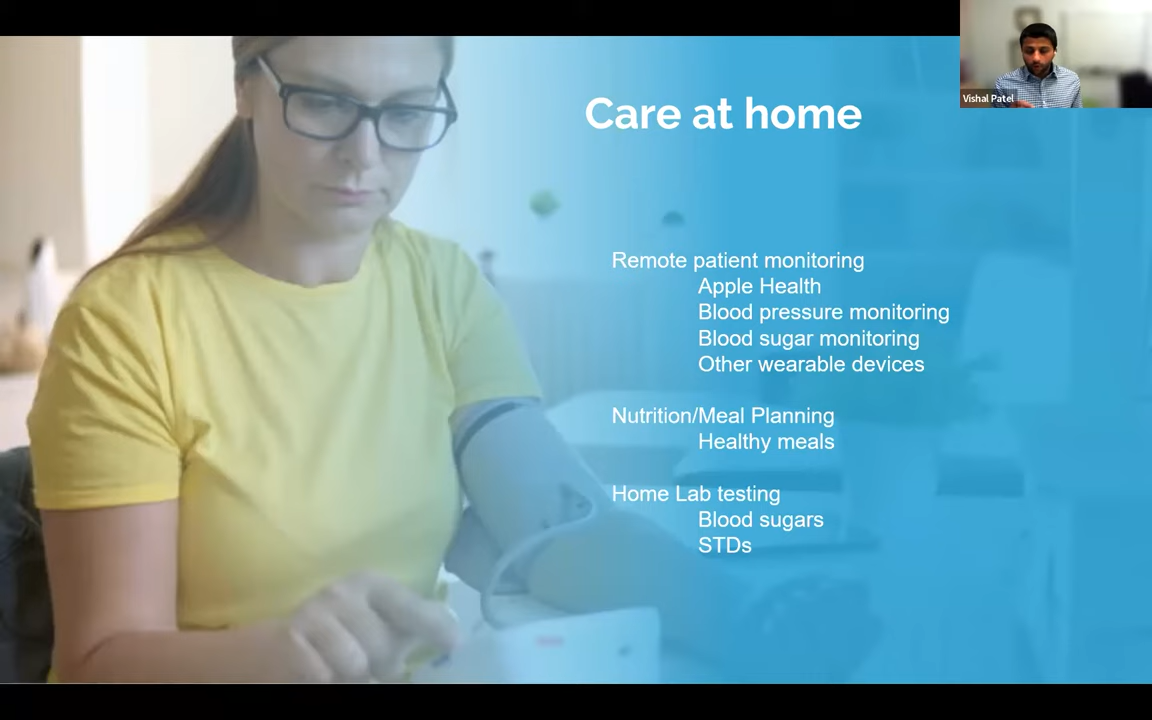 Care at home
Vishal Patel
Remote patient monitoring
Apple Health
Blood pressure monitoring
Blood sugar monitoring
Other wearable devices
Nutrition/Meal Planning
Healthy meals
Home Lab testing
Blood sugars
STDs